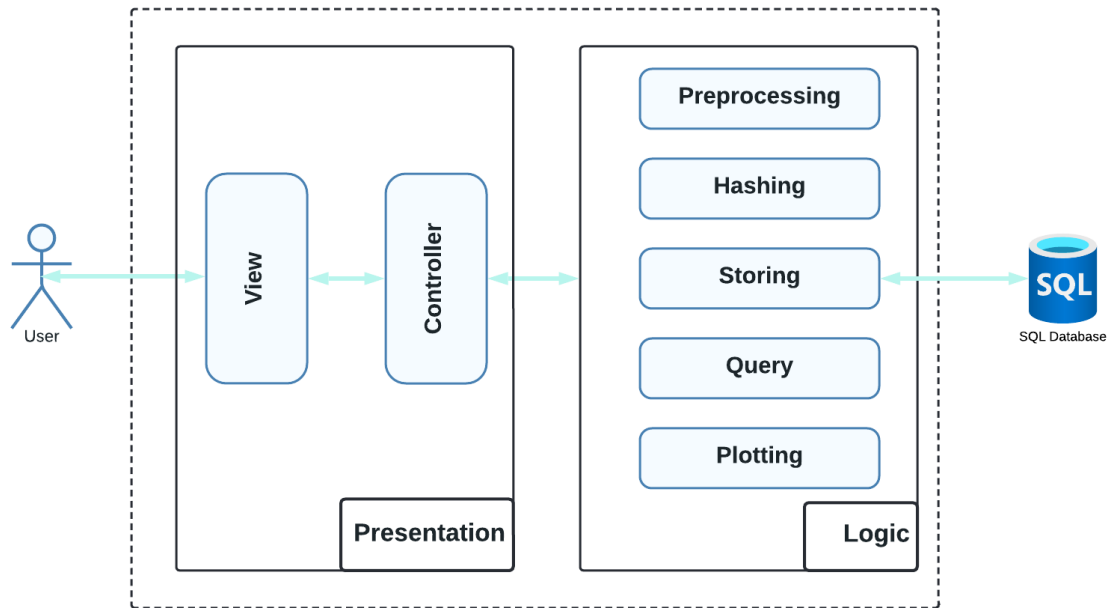 Preprocessing
Hashing
Storing
Query
Plotting
View
Controller
User
SQL
SQL Database
Presentation
Logic